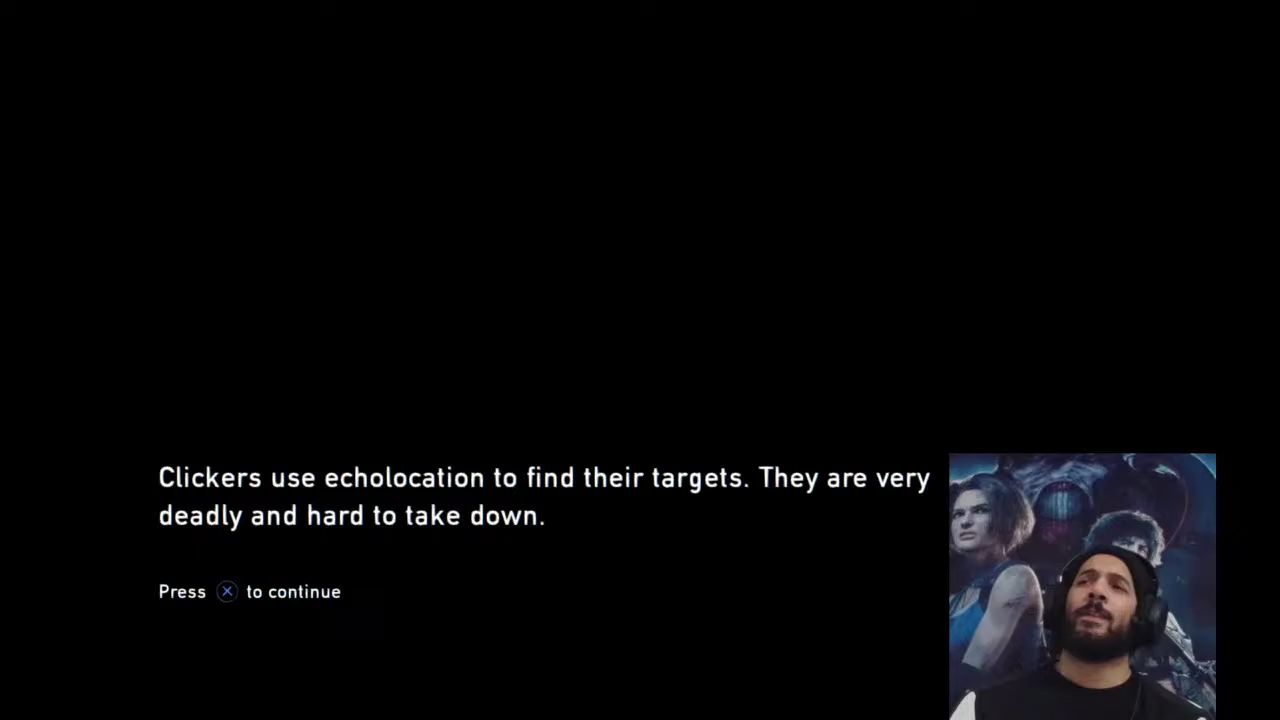 Clickers use echolocation to find their targets. They are very
deadly and hard to take down.
Press ⓧ to continue